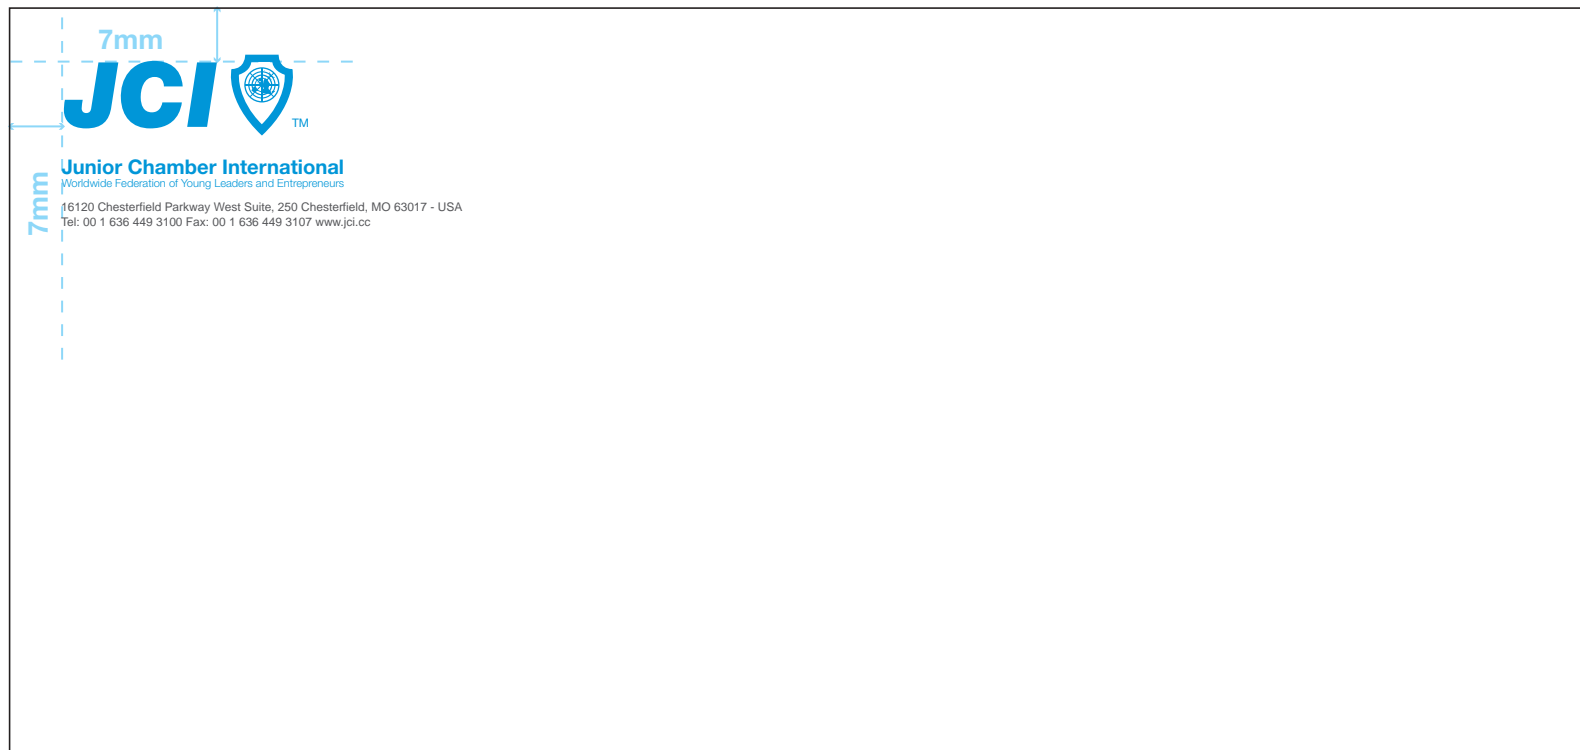 7mm
JCI
TM
Junior Chamber International
Worldwide Federation of Young Leaders and Entrepreneurs
7mm
16120 Chesterfield Parkway West Suite, 250 Chesterfield, MO 63017 - USA
Tel: 00 1 636 449 3100 Fax: 00 1 636 449 3107 www.jci.cc